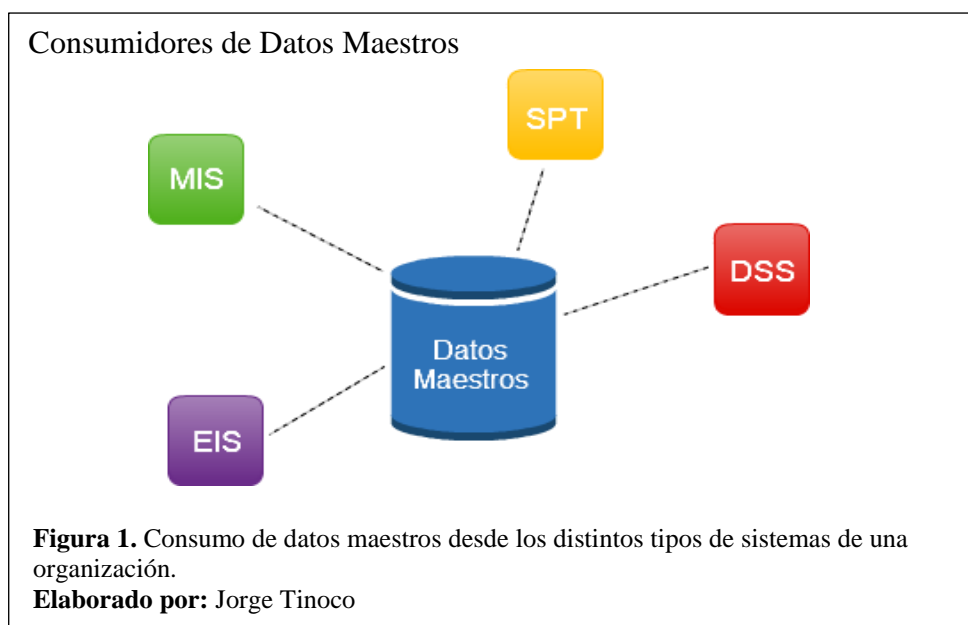 Consumidores de Datos Maestros
SPT
MIS
DSS
Datos
Maestros
EIS
Figura 1. Consumo de datos maestros desde los distintos tipos de sistemas de una
organización.
Elaborado por: Jorge Tinoco